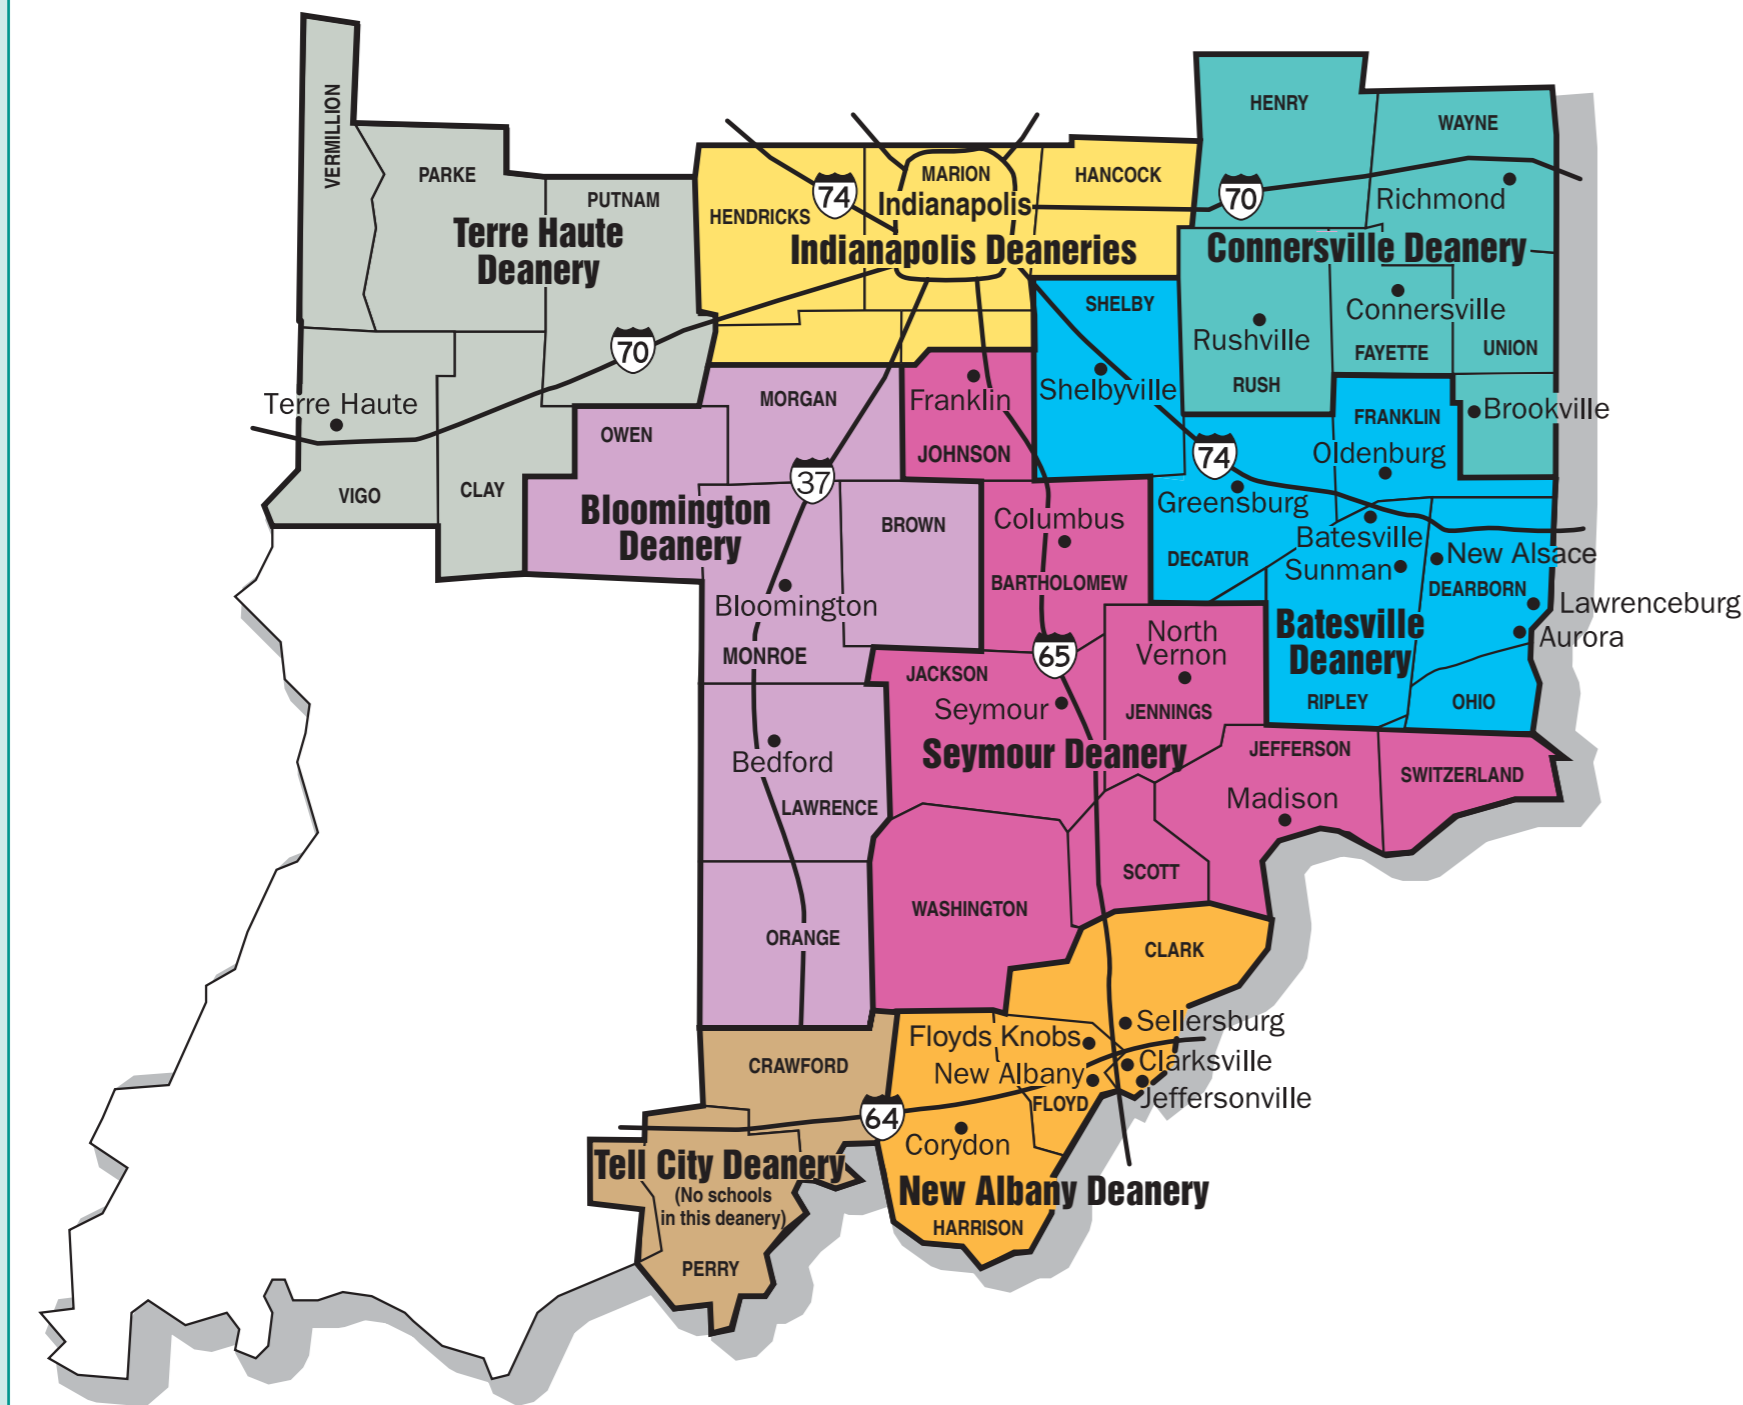 VERMILLION
PARKE
PUTNAM
Terre Haute
Deanery
70
Terre Haute
VIGO
CLAY
HENDRICKS
74
MARION
Indianapolis
HANCOCK
Indianapolis Deaneries
HENRY
WAYNE
70
Richmond
Connersville Deanery
Connersville
Rushville
FAYETTE
UNION
RUSH
Brookville
SHELBY
Shelbyville
FRANKLIN
Oldenburg
74
Greensburg
Batesville
New Alsace
DECATUR
Sunman
DEARBORN
Lawrenceburg
Aurora
Batesville
Deanery
RIPLEY
OHIO
MORGAN
OWEN
37
Bloomington
Deanery
BROWN
Bloomington
MONROE
Bedford
LAWRENCE
ORANGE
Franklin
JOHNSON
Columbus
BARTHOLOMEW
North
Vernon
65
JACKSON
Seymour
JENNINGS
Seymour Deanery
JEFFERSON
SWITZERLAND
Madison
SCOTT
WASHINGTON
CLARK
Sellersburg
Floyds Knobs
Clarksville
New Albany
Jeffersonville
FLOYD
Corydon
New Albany Deanery
HARRISON
CRAWFORD
64
Tell City Deanery
(No schools
in this deanery)
PERRY